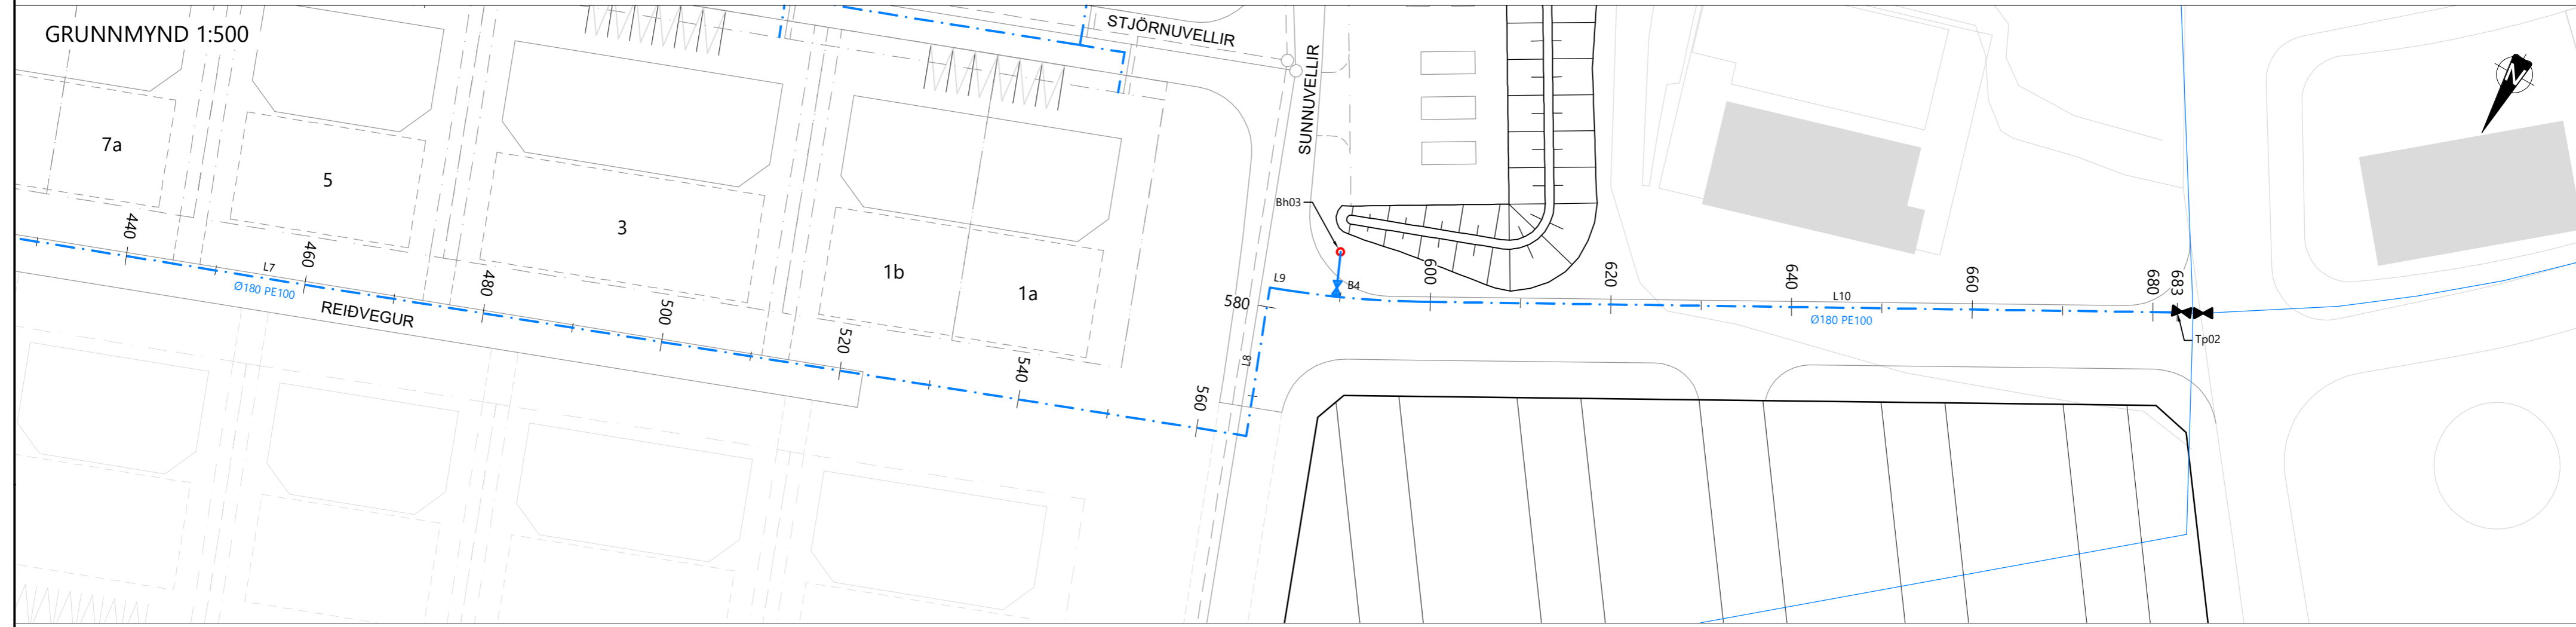 GRUNNMYND 1:500
STJÖRNUVELLIR
SUNNUVELLIR
N
7a
5
3
1b
1a
Bh03
440
460
480
500
520
540
560
580
600
620
640
660
680
683
L7
Ø180 PE100
REIÐVEGUR
L8
L9
B4
L10
Ø180 PE100
Tp02